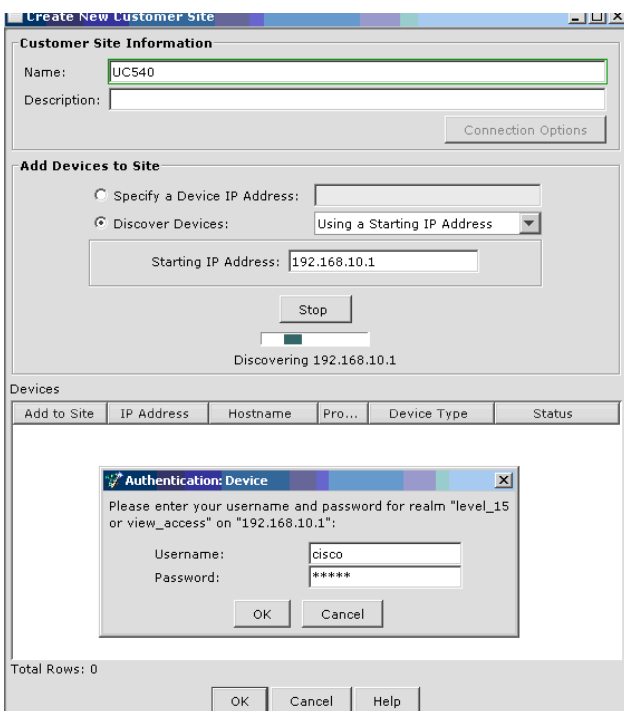 Create New Customer Site
Customer Site Information
Name: UC540
Description:
Connection Options
Add Devices to Site
Specify a Device IP Address:
Discover Devices: Using a Starting IP Address
Starting IP Address: 192.168.10.1
Stop
Discovering 192.168.10.1
Devices
Add to Site IP Address Hostname Pro... Device Type Status
Authentication: Device
Please enter your username and password for realm "level_15
or view_access" on "192.168.10.1":
Username: cisco
Password: *****
OK Cancel
Total Rows: 0
OK Cancel Help